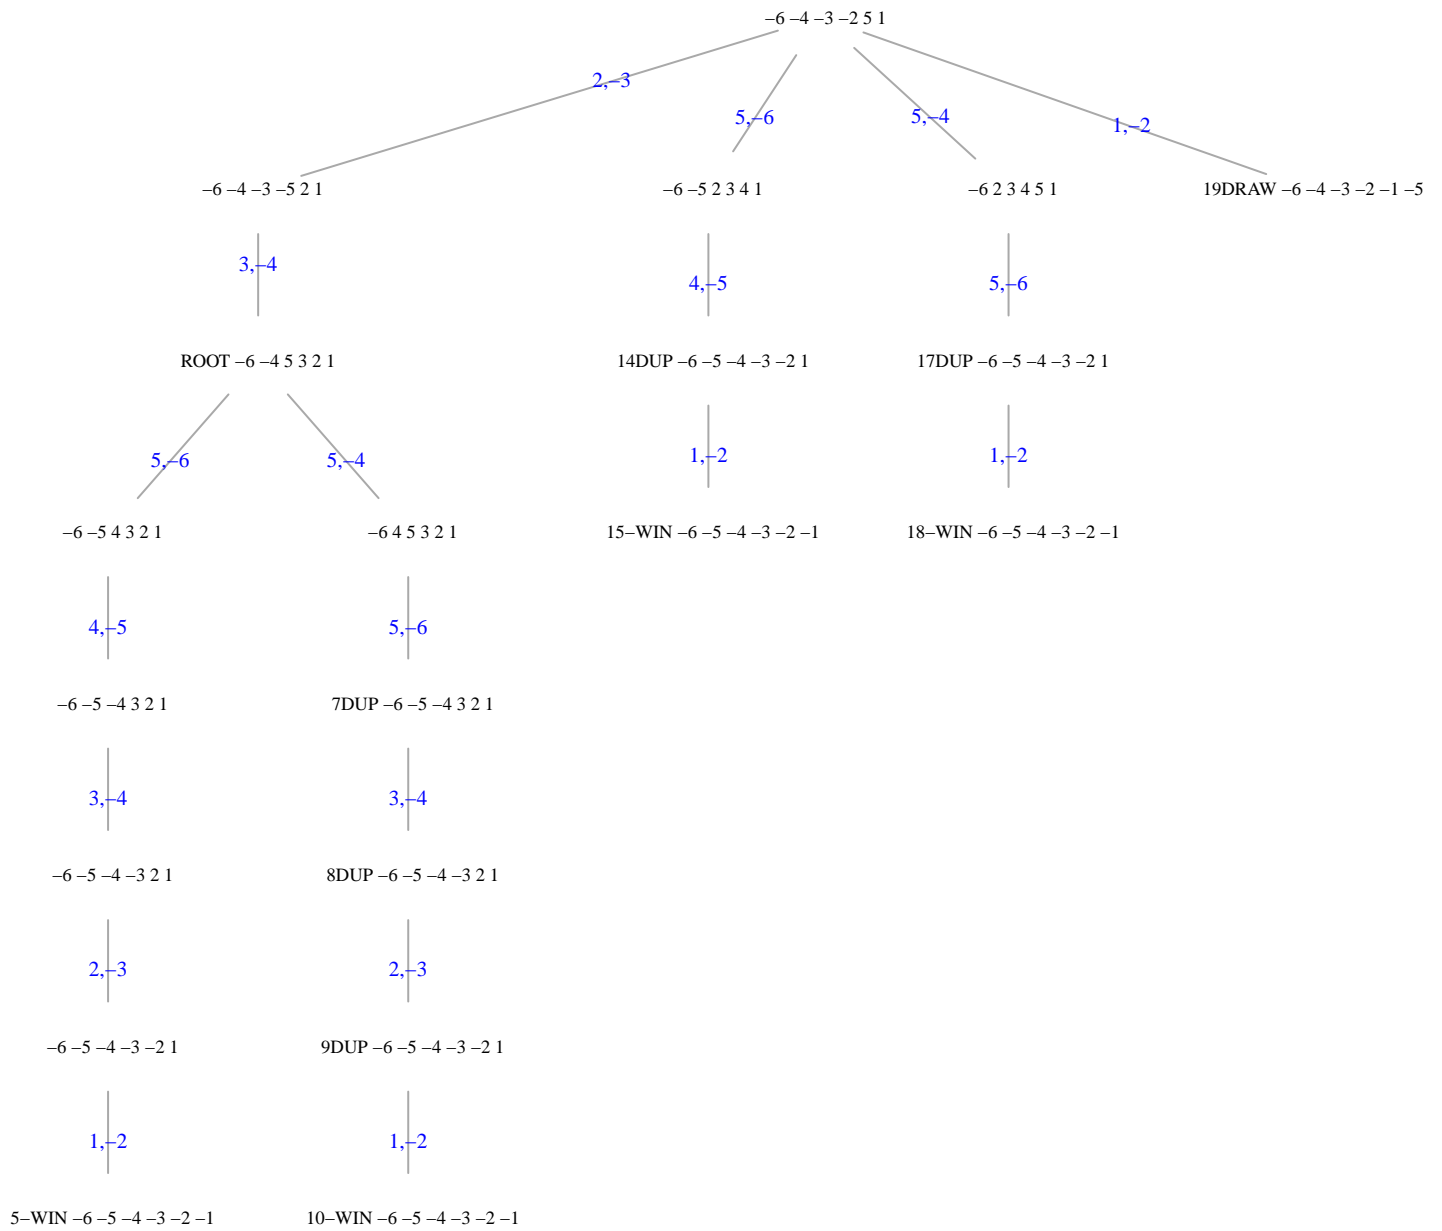 –6 –4 –3 –2 5 1
2,–3
5,–6
5,–4
1,–2
–6 –4 –3 –5 2 1
–6 –5 2 3 4 1
–6 2 3 4 5 1
19DRAW –6 –4 –3 –2 –1 –5
3,–4
4,–5
5,–6
ROOT –6 –4 5 3 2 1
14DUP –6 –5 –4 –3 –2 1
17DUP –6 –5 –4 –3 –2 1
5,–6
5,–4
1,–2
1,–2
–6 –5 4 3 2 1
–6 4 5 3 2 1
15–WIN –6 –5 –4 –3 –2 –1
18–WIN –6 –5 –4 –3 –2 –1
4,–5
5,–6
–6 –5 –4 3 2 1
7DUP –6 –5 –4 3 2 1
3,–4
3,–4
–6 –5 –4 –3 2 1
8DUP –6 –5 –4 –3 2 1
2,–3
2,–3
–6 –5 –4 –3 –2 1
9DUP –6 –5 –4 –3 –2 1
1,–2
1,–2
5–WIN –6 –5 –4 –3 –2 –1
10–WIN –6 –5 –4 –3 –2 –1